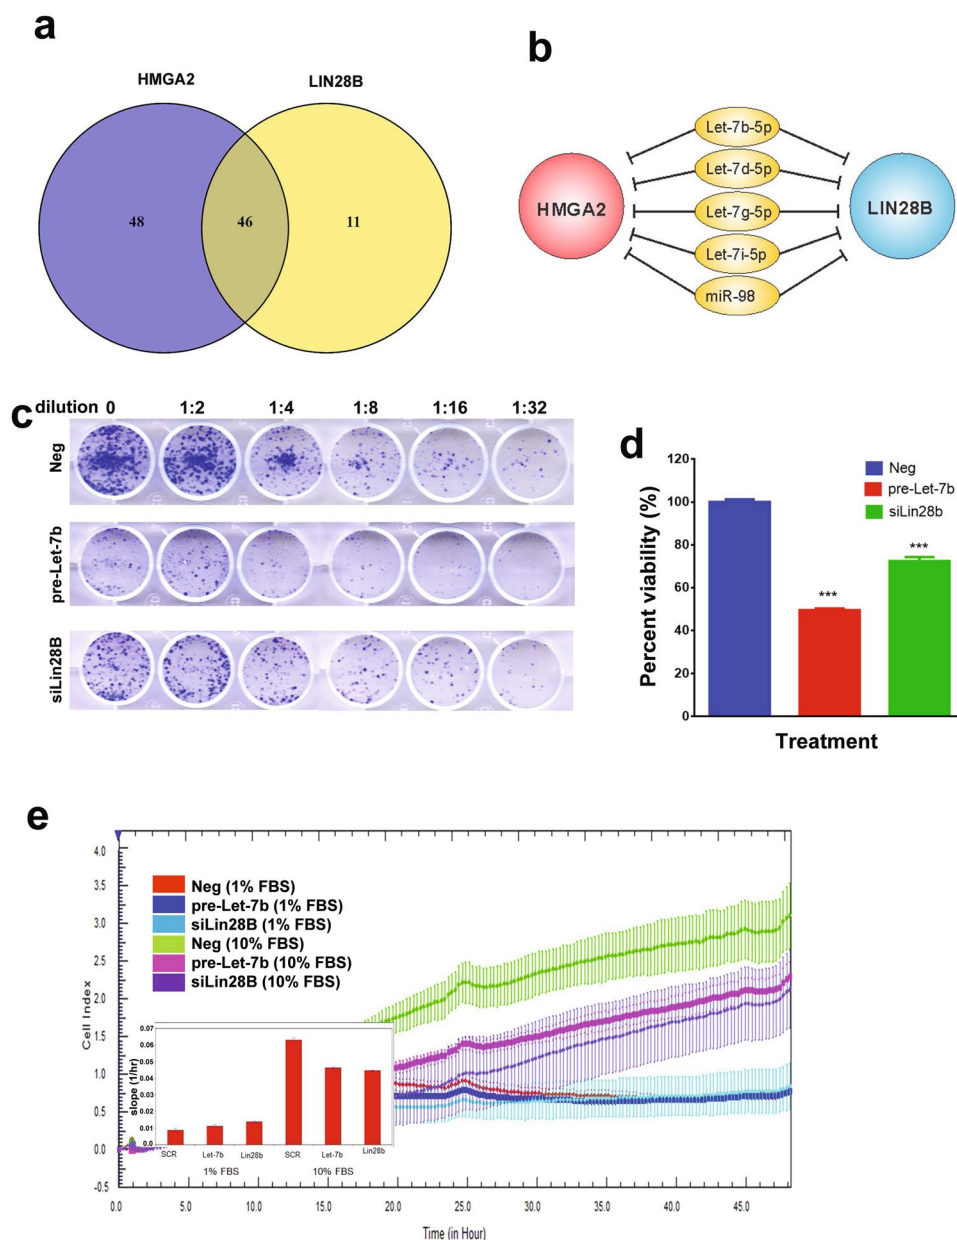 a
HMGA2
LIN28B
48
46
11
b
Let-7b-5p
Let-7d-5p
Let-7g-5p
Let-7i-5p
miR-98
HMGA2
LIN28B
c
dilution 0 1:2 1:4 1:8 1:16 1:32
Neg
pre-Let-7b
siLin28B
d
Neg
pre-Let-7b
siLin28b
120
100
80
60
40
20
0
Percent viability (%)
***
***
Treatment
e
4.0
3.5
3.0
2.5
2.0
1.5
1.0
0.5
0.0
-0.5
Cell Index
Neg (1% FBS)
pre-Let-7b (1% FBS)
siLin28B (1% FBS)
Neg (10% FBS)
pre-Let-7b (10% FBS)
siLin28B (10% FBS)
0.07
0.06
0.05
0.04
0.03
0.02
0.01
0.0
slope (1/hr)
SCR Let-7b Lin28b SCR Let-7b Lin28b
1% FBS 10% FBS
0.0 5.0 10.0 15.0 20.0 25.0 30.0 35.0 40.0 45.0
Time (in Hour)